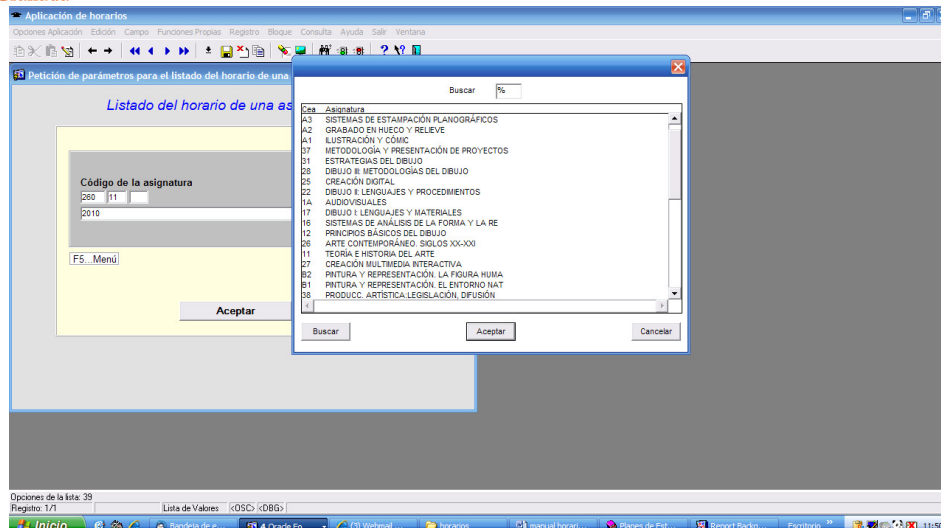 Aplicación de horarios
Opciones Aplicación Edición Campo Funciones Propias Registro Bloque Consulta Ayuda Salir Ventana
Petición de parámetros para el listado del horario de una
Listado del horario de una as
Código de la asignatura
260 11
2010
F5...Menú
Aceptar
Buscar %
Cea Asignatura
A3 SISTEMAS DE ESTAMPACIÓN PLANOGRÁFICOS
A2 GRABADO EN HUECO Y RELIEVE
A1 ILUSTRACIÓN Y CÓMIC
37 METODOLOGÍA Y PRESENTACIÓN DE PROYECTOS
31 ESTRATEGIAS DEL DIBUJO
28 DIBUJO III: METODOLOGÍAS DEL DIBUJO
25 CREACIÓN DIGITAL
22 DIBUJO II: LENGUAJES Y PROCEDIMIENTOS
1A AUDIOVISUALES
17 DIBUJO I: LENGUAJES Y MATERIALES
16 SISTEMAS DE ANÁLISIS DE LA FORMA Y LA RE
12 PRINCIPIOS BÁSICOS DEL DIBUJO
26 ARTE CONTEMPORÁNEO. SIGLOS XX-XXI
11 TEORÍA E HISTORIA DEL ARTE
27 CREACIÓN MULTIMEDIA INTERACTIVA
B2 PINTURA Y REPRESENTACIÓN. LA FIGURA HUMA
B1 PINTURA Y REPRESENTACIÓN. EL ENTORNO NAT
38 PRODUCC. ARTÍSTICA:LEGISLACIÓN, DIFUSIÓN
Buscar Aceptar Cancelar
Opciones de la lista: 39
Registro: 1/1 Lista de Valores <OSC> <DBG>
Inicio Bandeja de e... (3) Webmail ... horarios manual horari... Planes de Est... Report Backg... Escritorio » 11:5